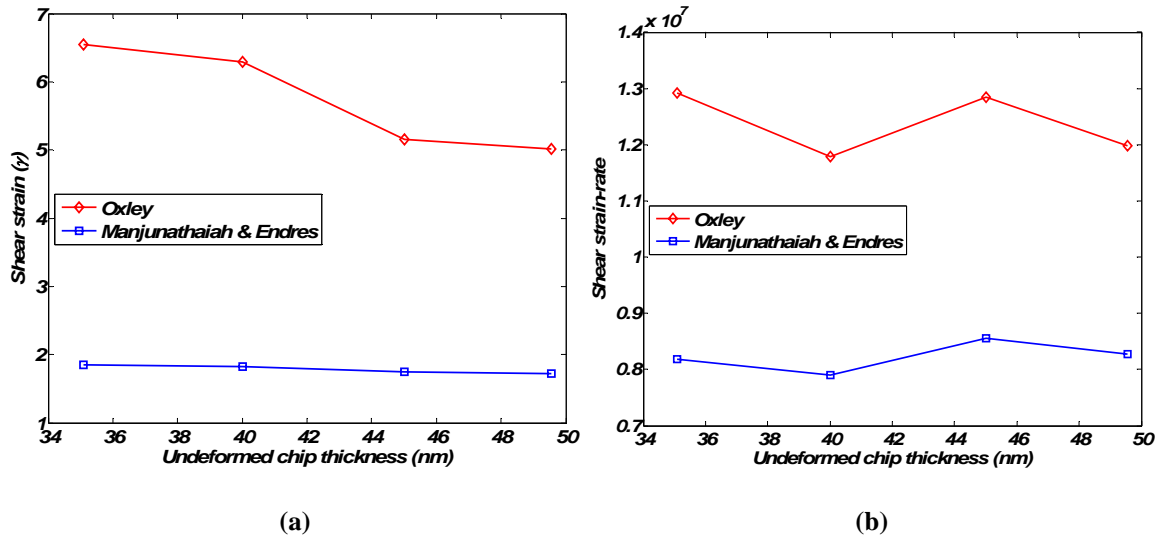 7
6
5
4
3
2
1
Shear strain (γ)
Oxley
Manjunathaiah & Endres
34 36 38 40 42 44 46 48 50
Undeformed chip thickness (nm)
(a)
x 10^7
1.4
1.3
1.2
1.1
1
0.9
0.8
0.7
Shear strain-rate
Oxley
Manjunathaiah & Endres
34 36 38 40 42 44 46 48 50
Undeformed chip thickness (nm)
(b)